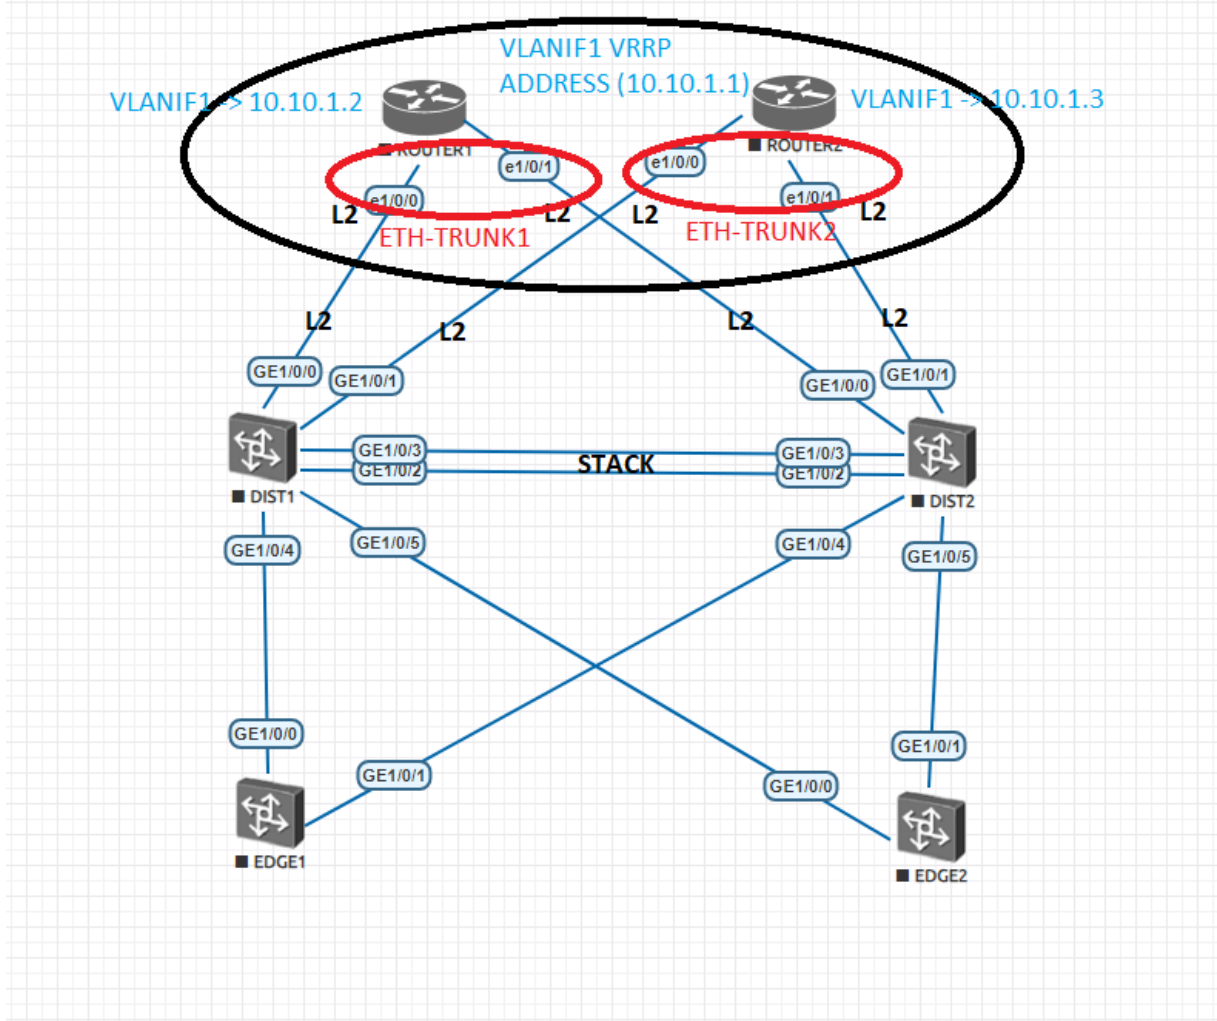 VLANIF1 VRRP
ADDRESS (10.10.1.1)
VLANIF1 -> 10.10.1.2
VLANIF1 -> 10.10.1.3
ROUTER1
ROUTER2
e1/0/1
e1/0/0
e1/0/0
e1/0/1
L2
L2
L2
L2
ETH-TRUNK1
ETH-TRUNK2
L2
L2
L2
L2
GE1/0/0
GE1/0/1
GE1/0/0
GE1/0/1
GE1/0/3
GE1/0/3
STACK
GE1/0/2
GE1/0/2
DIST1
DIST2
GE1/0/4
GE1/0/5
GE1/0/4
GE1/0/5
GE1/0/0
GE1/0/1
GE1/0/1
GE1/0/0
EDGE1
EDGE2